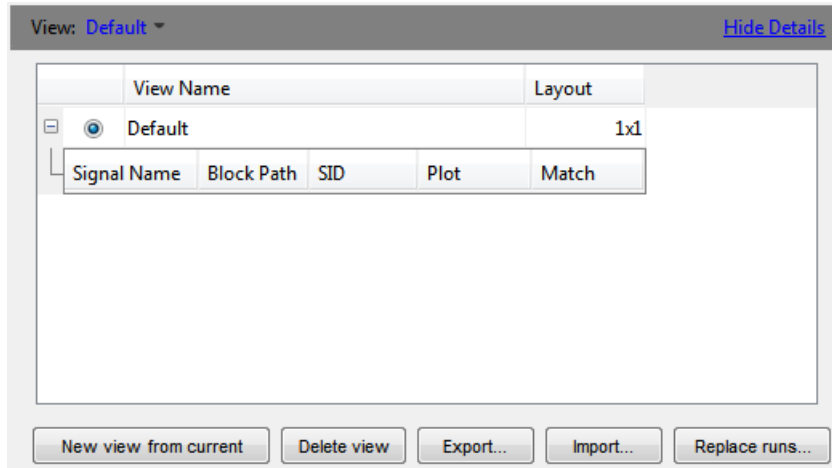 View: Default Hide Details
View Name Layout
Default 1x1
Signal Name Block Path SID Plot Match
New view from current Delete view Export... Import... Replace runs...